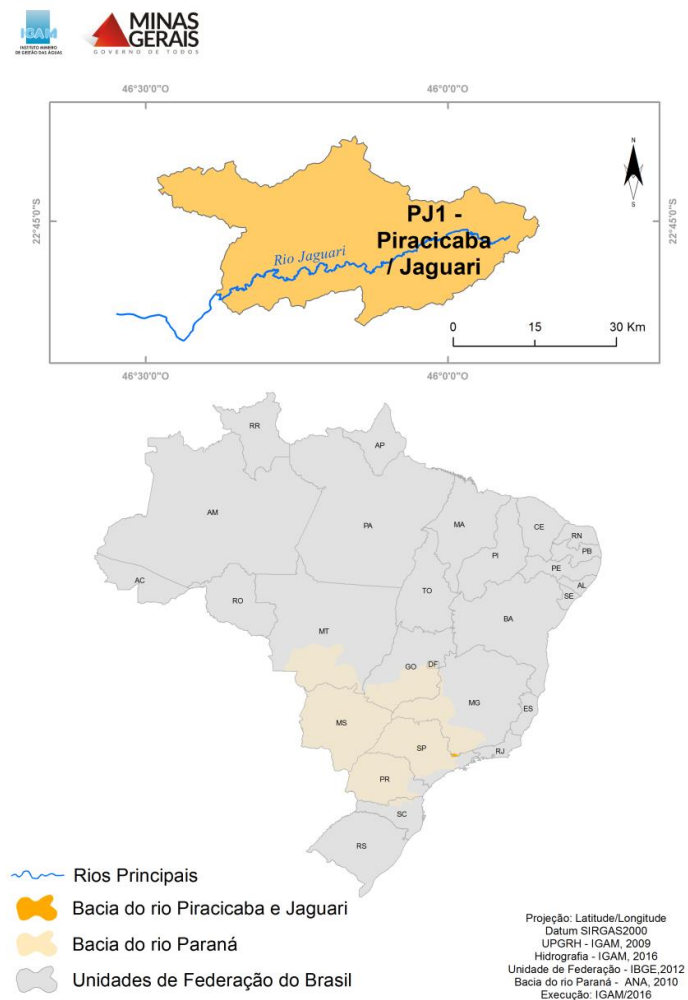 IGAM
INSTITUTO MINEIRO
DE GESTÃO DAS ÁGUAS
MINAS
GERAIS
GOVERNO DE TODOS
46°30'0"O
46°0'0"O
N
S
22°45'0"S
22°45'0"S
PJ1 -
Piracicaba
/ Jaguari
Rio Jaguari
0 15 30 Km
46°30'0"O
46°0'0"O
RR
AP
AM
PA
MA
CE
RN
PB
PI
PE
AL
SE
AC
TO
RO
BA
MT
GO
DF
MG
ES
MS
SP
RJ
PR
SC
RS
Rios Principais
Bacia do rio Piracicaba e Jaguari
Bacia do rio Paraná
Unidades de Federação do Brasil
Projeção: Latitude/Longitude
Datum SIRGAS2000
UPGRH - IGAM, 2009
Hidrografia - IGAM, 2016
Unidade de Federação - IBGE,2012
Bacia do rio Paraná - ANA, 2010
Execução: IGAM/2016